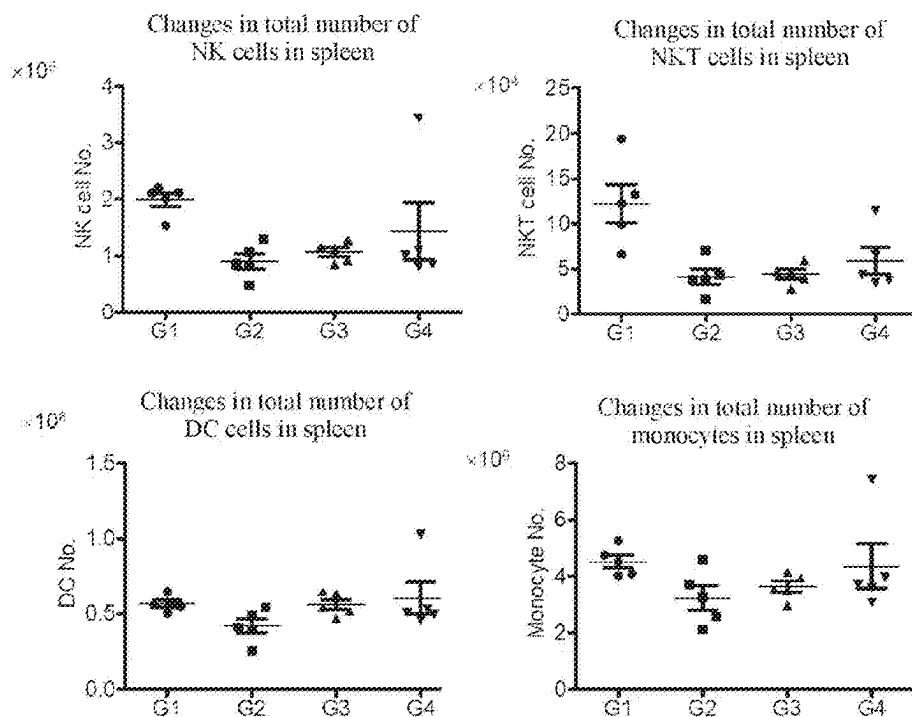 Changes in total number of
NK cells in spleen
×10⁶
NK cell No.
4
3
2
1
0
G1 G2 G3 G4
Changes in total number of
NKT cells in spleen
NKT cell No.
25
20
15
10
5
0
G1 G2 G3 G4
Changes in total number of
DC cells in spleen
×10⁶
DC No.
1.5
1.0
0.5
0.0
G1 G2 G3 G4
Changes in total number of
monocytes in spleen
×10⁶
Monocyte No.
8
6
4
2
0
G1 G2 G3 G4